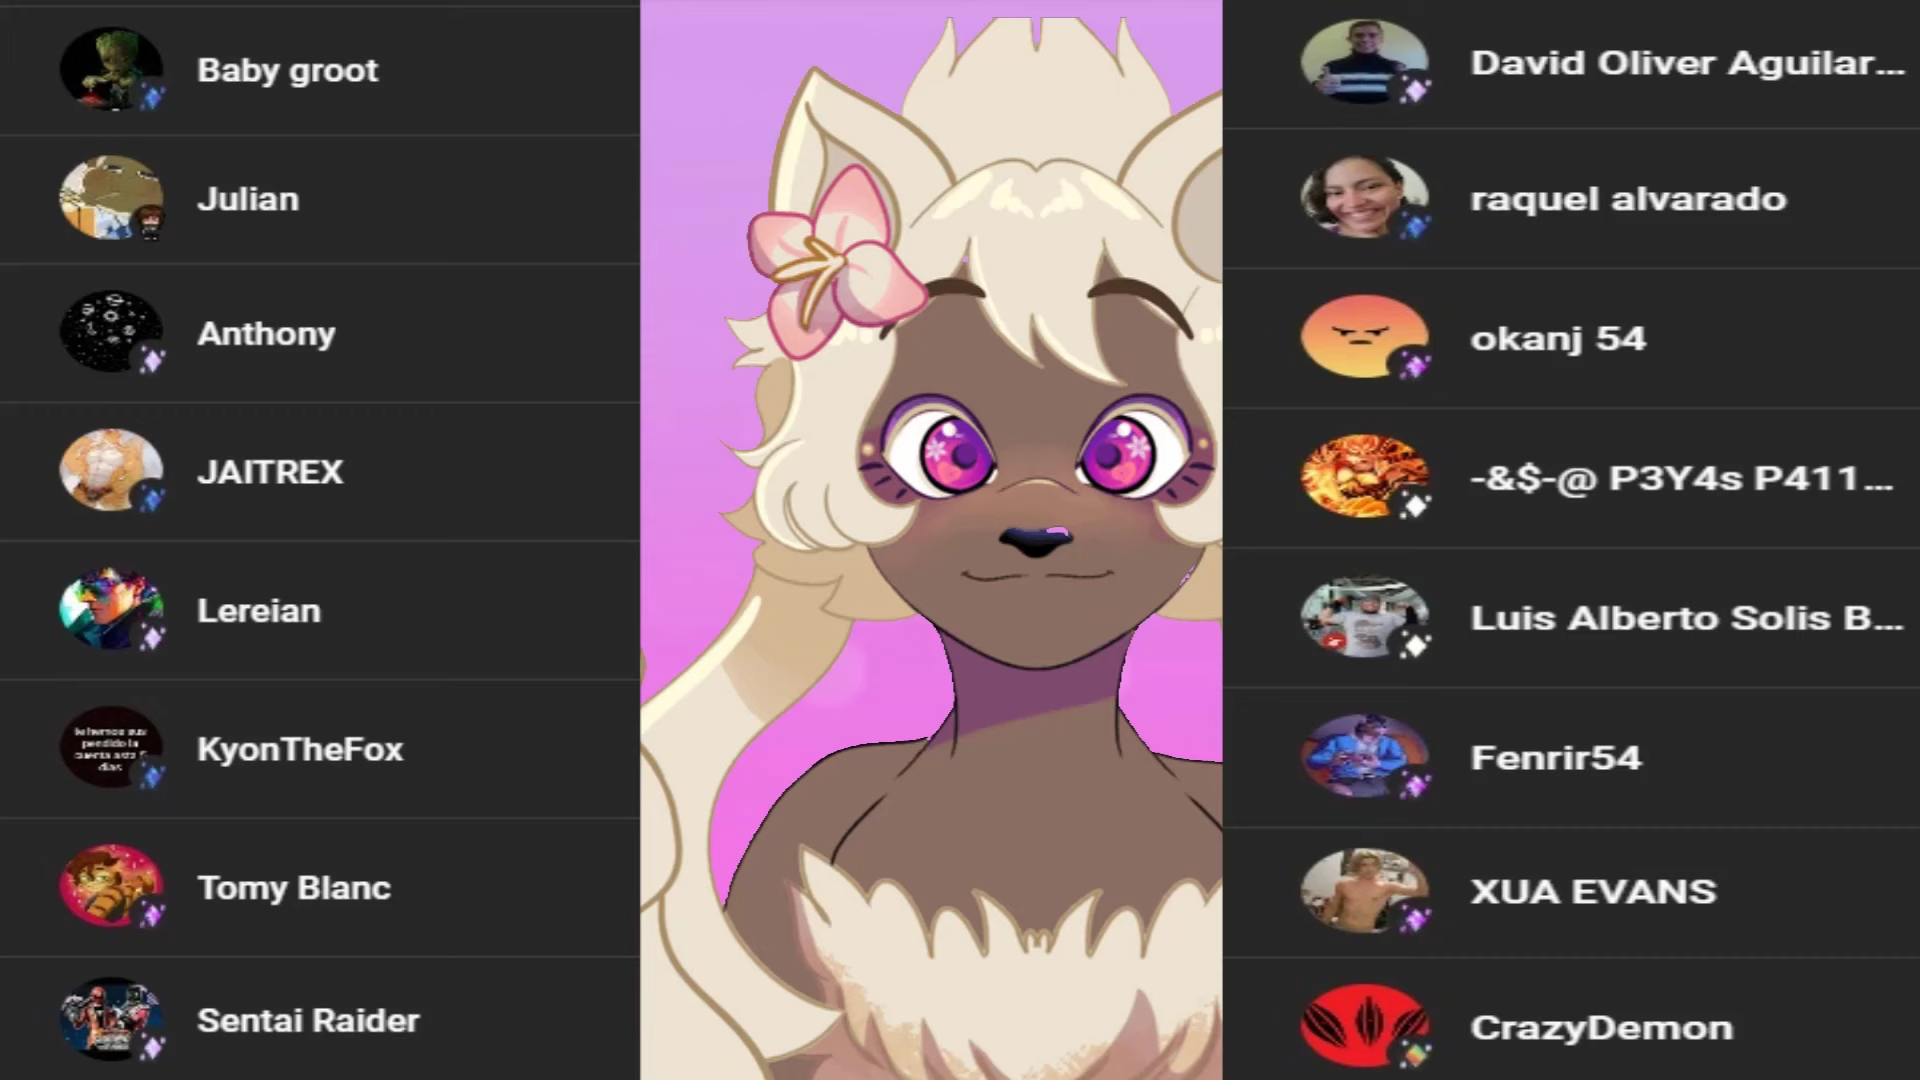 Baby groot
Julian
Anthony
JAITREX
Lereian
KyonTheFox
Tomy Blanc
Sentai Raider
David Oliver Aguilar...
raquel alvarado
okanj 54
-&$-@ P3Y4s P411...
Luis Alberto Solis B...
Fenrir54
XUA EVANS
CrazyDemon